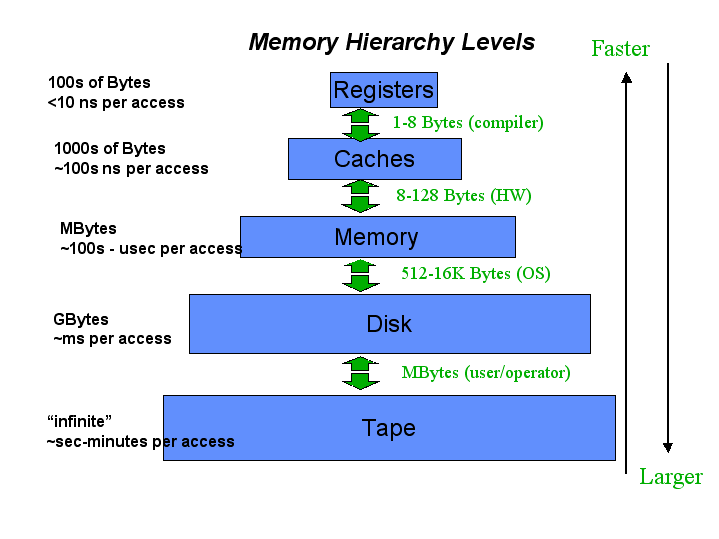 Memory Hierarchy Levels
Faster
100s of Bytes
<10 ns per access
Registers
1-8 Bytes (compiler)
1000s of Bytes
~100s ns per access
Caches
8-128 Bytes (HW)
MBytes
~100s - usec per access
Memory
512-16K Bytes (OS)
GBytes
~ms per access
Disk
MBytes (user/operator)
“infinite”
~sec-minutes per access
Tape
Larger